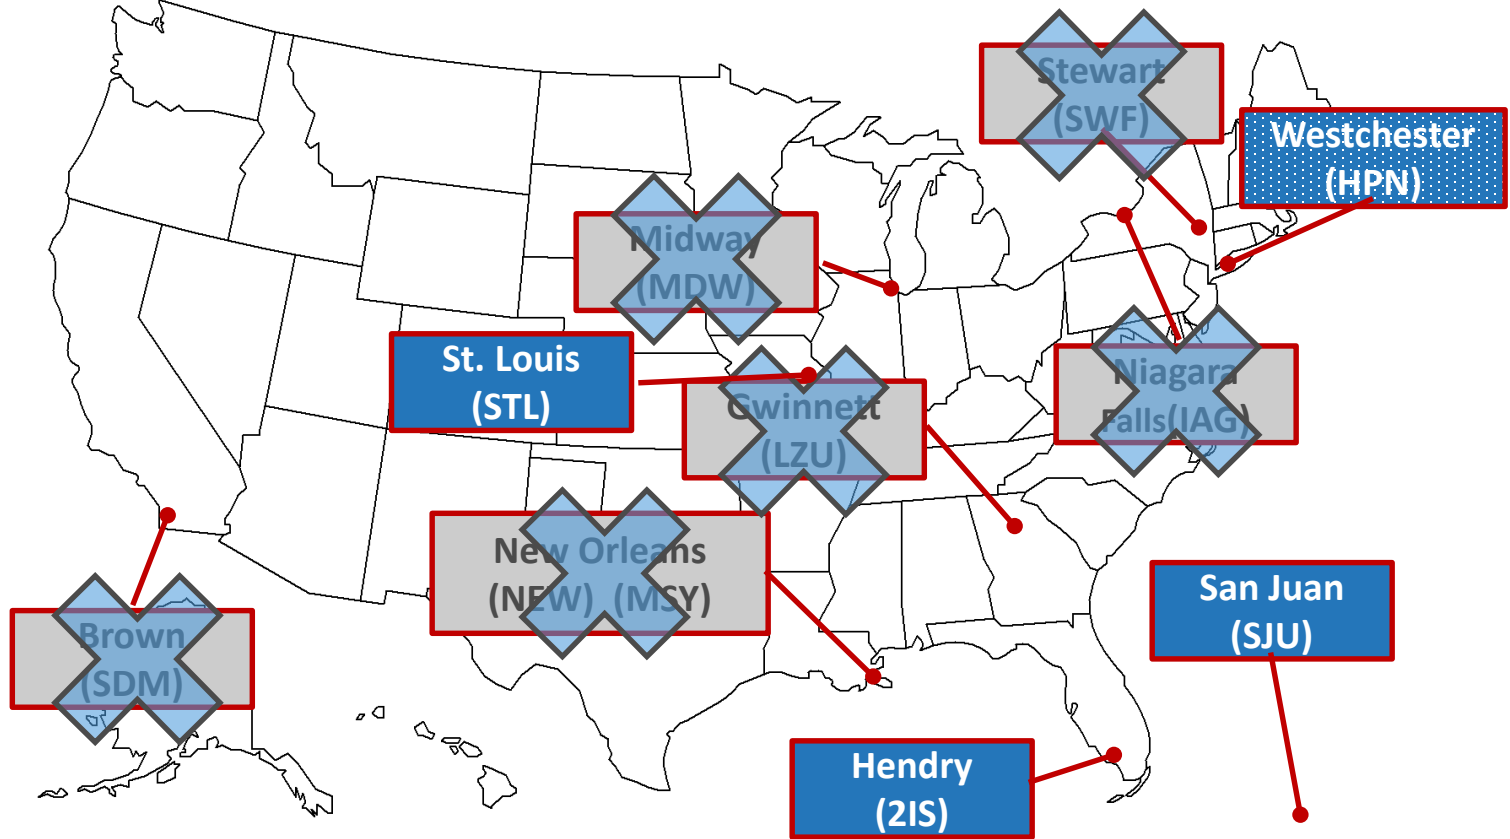 Stewart
(SWF)
Westchester
(HPN)
Midway
(MDW)
St. Louis
(STL)
Gwinnett
(LZU)
Niagara
Falls(IAG)
New Orleans
(NEW) (MSY)
San Juan
(SJU)
Brown
(SDM)
Hendry
(2IS)